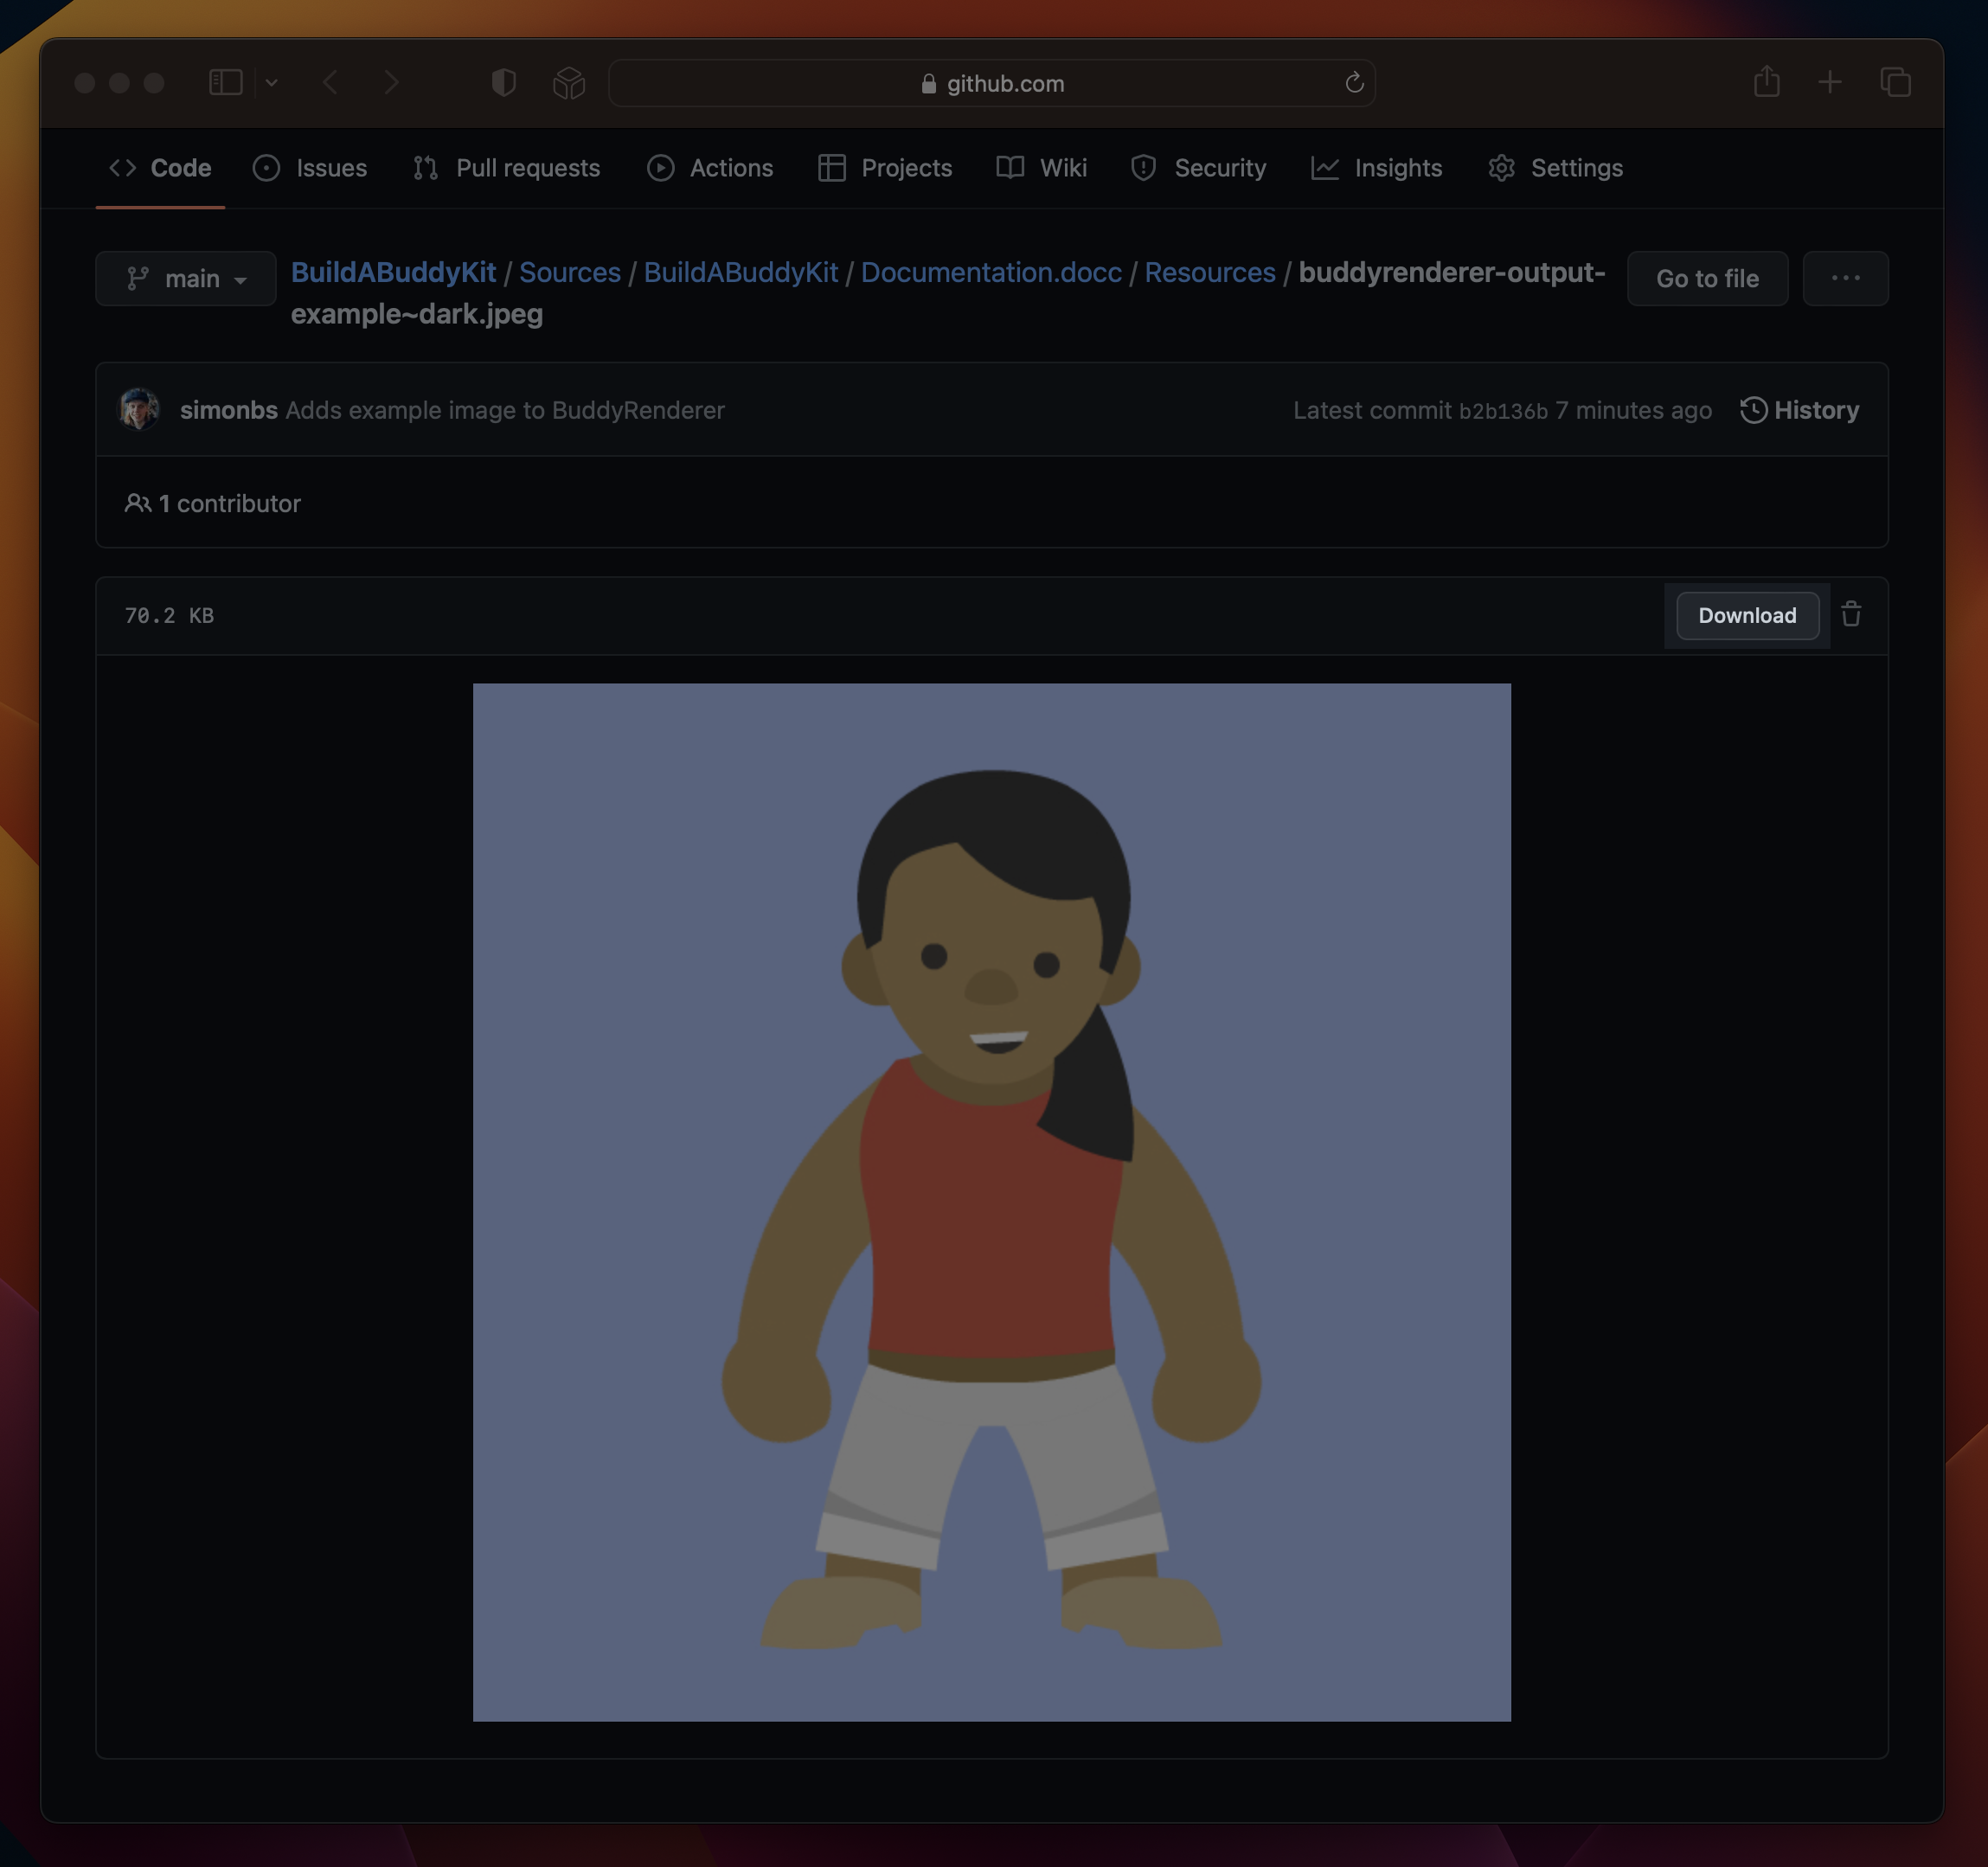 github.com
Code Issues Pull requests Actions Projects Wiki Security Insights Settings
main BuildABuddyKit / Sources / BuildABuddyKit / Documentation.docc / Resources / buddyrenderer-output-
example~dark.jpeg
Go to file
simonbs Adds example image to BuddyRenderer Latest commit b2b136b 7 minutes ago History
1 contributor
70.2 KB Download